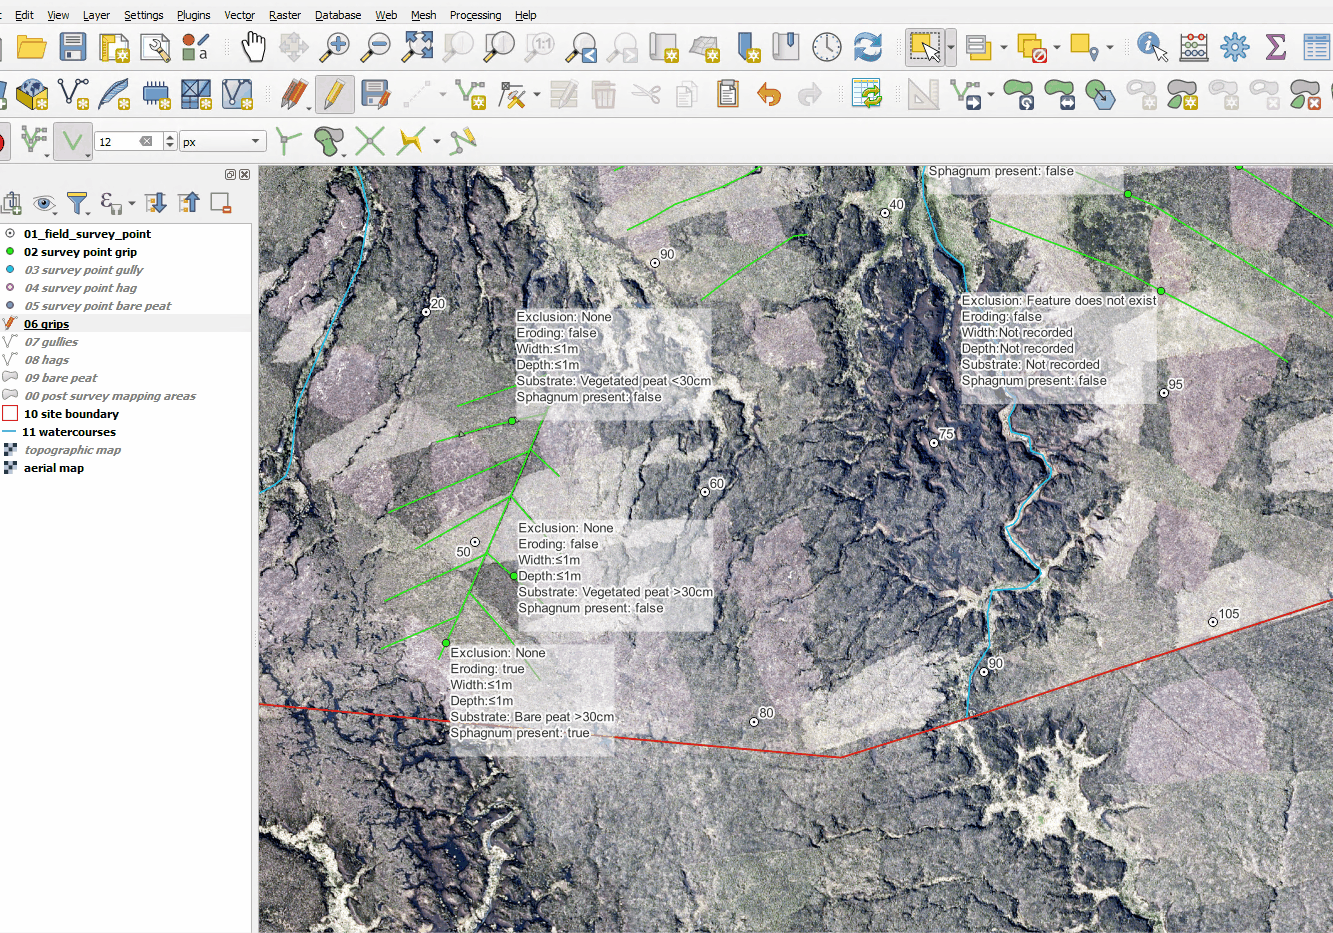 Edit View Layer Settings Plugins Vector Raster Database Web Mesh Processing Help
1:1
a
12 px
01_field_survey_point
02 survey point grip
03 survey point gully
04 survey point hag
05 survey point bare peat
06 grips
07 gullies
08 hags
09 bare peat
00 post survey mapping areas
10 site boundary
11 watercourses
topographic map
aerial map
Sphagnum present: false
40
90
20
Exclusion: None
Eroding: false
Width:≤1m
Depth:≤1m
Substrate: Vegetated peat <30cm
Sphagnum present: false
Exclusion: Feature does not exist
Eroding: false
Width:Not recorded
Depth:Not recorded
Substrate: Not recorded
Sphagnum present: false
95
75
60
50
Exclusion: None
Eroding: false
Width:≤1m
Depth:≤1m
Substrate: Vegetated peat >30cm
Sphagnum present: false
105
Exclusion: None
Eroding: true
Width:≤1m
Depth:≤1m
Substrate: Bare peat >30cm
Sphagnum present: true
90
80